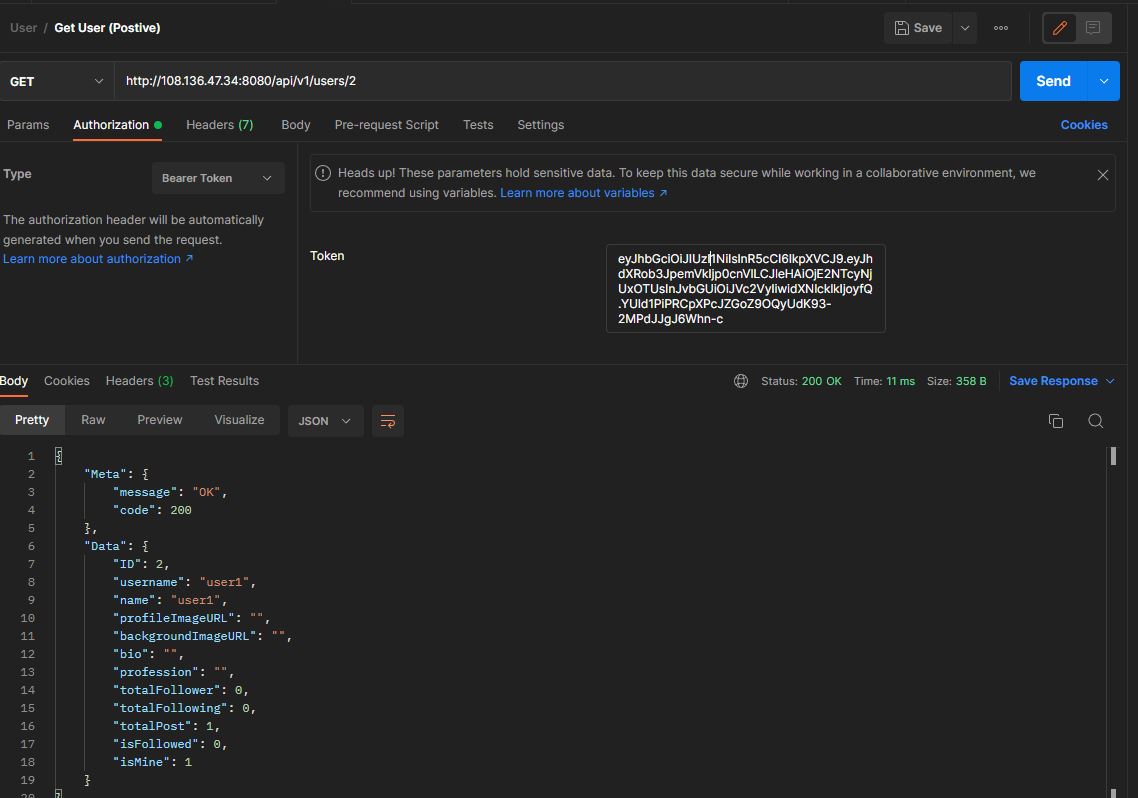 User / Get User (Postive)
Save
GET http://108.136.47.34:8080/api/v1/users/2 Send
Params Authorization Headers (7) Body Pre-request Script Tests Settings Cookies
Type Bearer Token
The authorization header will be automatically
generated when you send the request.
Learn more about authorization ↗
Heads up! These parameters hold sensitive data. To keep this data secure while working in a collaborative environment, we
recommend using variables. Learn more about variables ↗
Token
Body Cookies Headers (3) Test Results Status: 200 OK Time: 11 ms Size: 358 B Save Response
Pretty Raw Preview Visualize JSON
1 {
2 "Meta": {
3 "message": "OK",
4 "code": 200
5 },
6 "Data": {
7 "ID": 2,
8 "username": "user1",
9 "name": "user1",
10 "profileImageURL": "",
11 "backgroundImageURL": "",
12 "bio": "",
13 "profession": "",
14 "totalFollower": 0,
15 "totalFollowing": 0,
16 "totalPost": 1,
17 "isFollowed": 0,
18 "isMine": 1
19 }
20 }